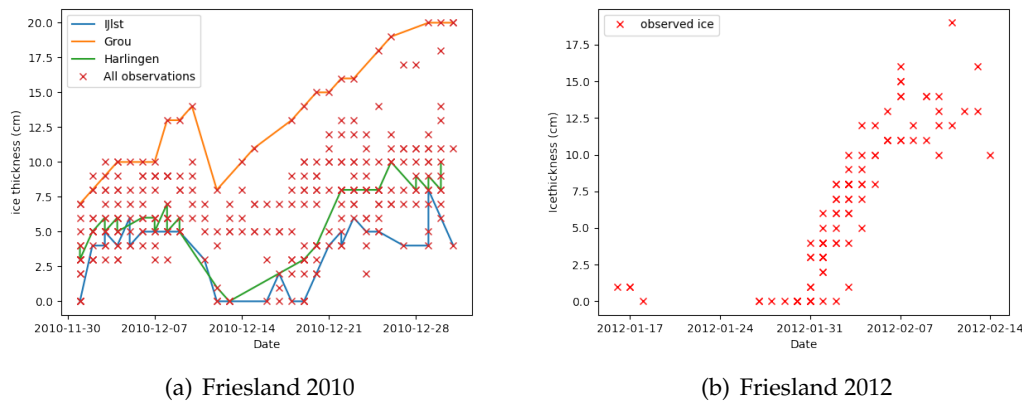 20.0
17.5
15.0
12.5
10.0
7.5
5.0
2.5
0.0
ice thickness (cm)
IJlst
Grou
Harlingen
All observations
2010-11-30 2010-12-07 2010-12-14 2010-12-21 2010-12-28
Date
(a) Friesland 2010
17.5
15.0
12.5
10.0
7.5
5.0
2.5
0.0
Icethickness (cm)
observed ice
2012-01-17 2012-01-24 2012-01-31 2012-02-07 2012-02-14
Date
(b) Friesland 2012